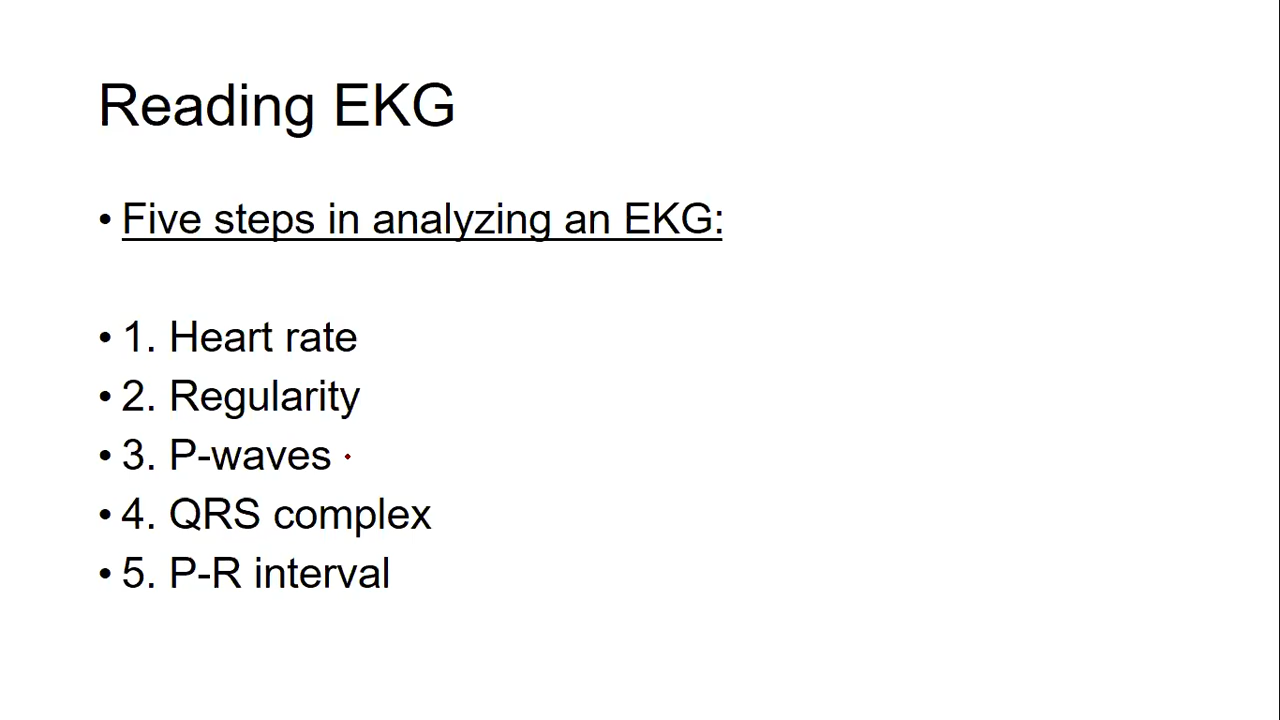 Reading EKG
• Five steps in analyzing an EKG:
• 1. Heart rate
• 2. Regularity
• 3. P-waves
• 4. QRS complex
• 5. P-R interval